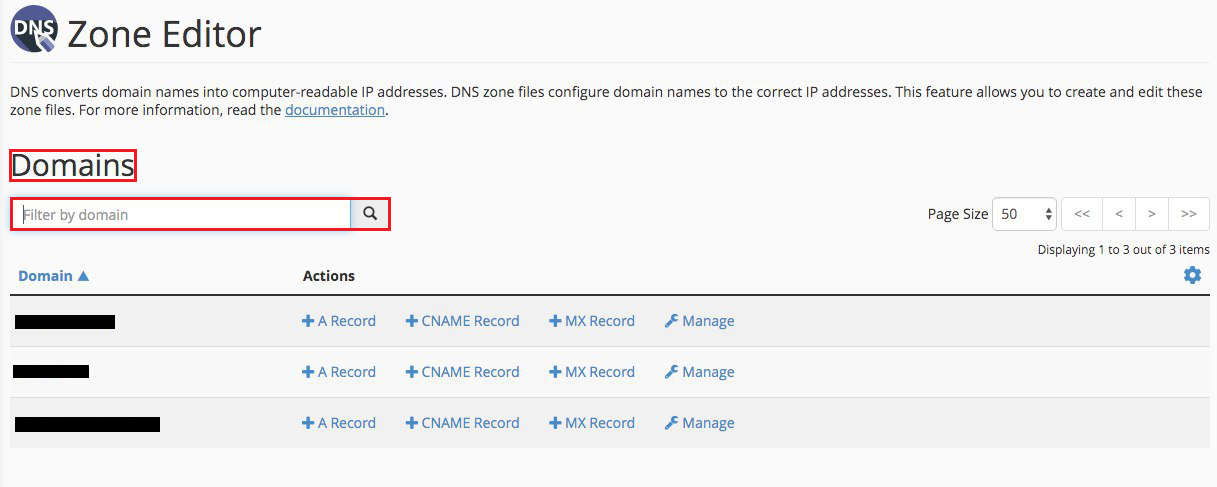 DNS
Zone Editor
DNS converts domain names into computer-readable IP addresses. DNS zone files configure domain names to the correct IP addresses. This feature allows you to create and edit these
zone files. For more information, read the documentation.
Domains
Filter by domain
Page Size 50 << < > >>
Displaying 1 to 3 out of 3 items
Domain ▲ Actions
+ A Record + CNAME Record + MX Record Manage
+ A Record + CNAME Record + MX Record Manage
+ A Record + CNAME Record + MX Record Manage